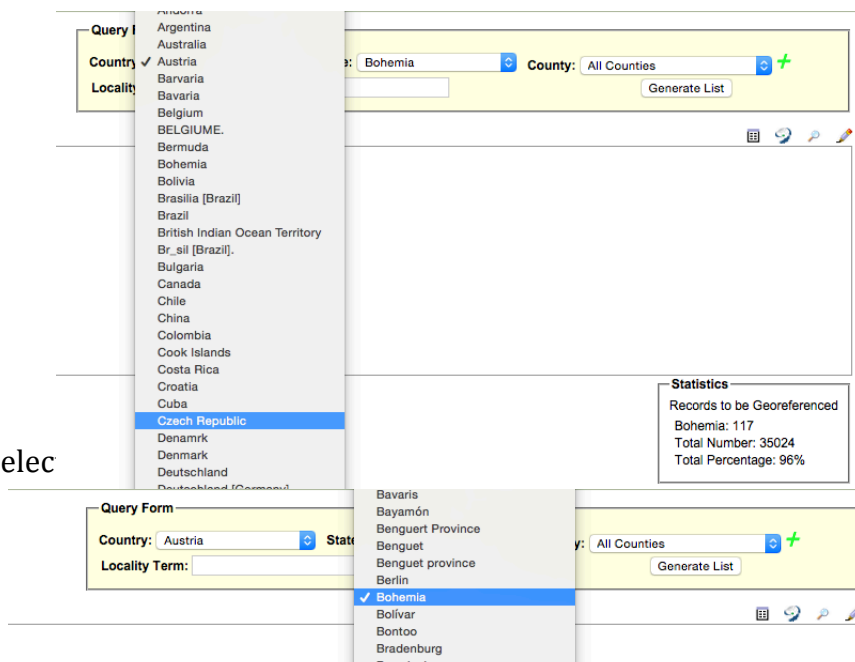 Andorra
Query F
Argentina
Australia
Country ✓ Austria e: Bohemia County: All Counties +
Locality Barvaria Generate List
Bavaria
Belgium
BELGIUME.
Bermuda
Bohemia
Bolivia
Brasilia [Brazil]
Brazil
British Indian Ocean Territory
Br_sil [Brazil].
Bulgaria
Canada
Chile
China
Colombia
Cook Islands
Costa Rica
Croatia
Cuba
Czech Republic
Denamrk
Denmark
Deutschland
Deutschland [Germany]
Statistics
Records to be Georeferenced
Bohemia: 117
Total Number: 35024
Total Percentage: 96%
elec
Query Form
Country: Austria State y: All Counties +
Locality Term: Generate List
Bavaris
Bayamón
Benguert Province
Benguet
Benguet province
Berlin
✓ Bohemia
Bolívar
Bontoo
Bradenburg